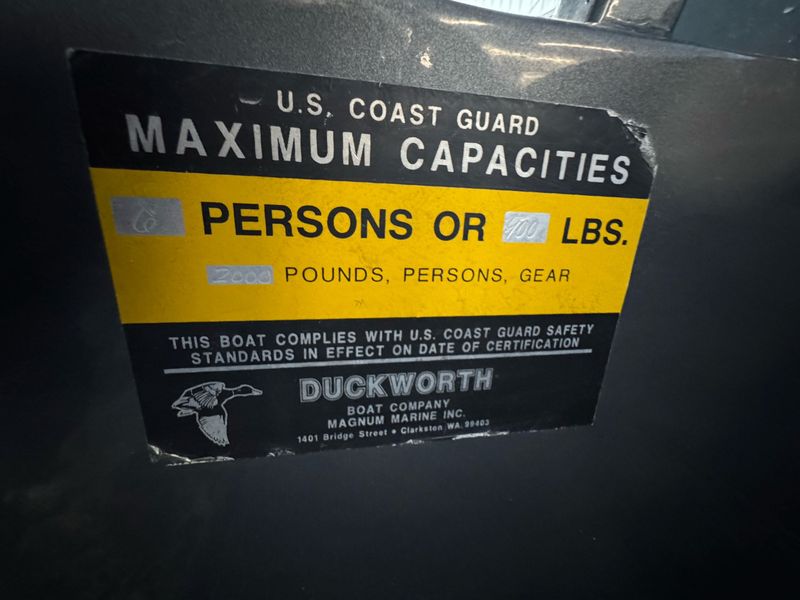 U.S. COAST GUARD
MAXIMUM CAPACITIES
6 PERSONS OR 900 LBS.
2000 POUNDS, PERSONS, GEAR
THIS BOAT COMPLIES WITH U.S. COAST GUARD SAFETY
STANDARDS IN EFFECT ON DATE OF CERTIFICATION
DUCKWORTH
BOAT COMPANY
MAGNUM MARINE INC.
1401 Bridge Street • Clarkston WA. 99403